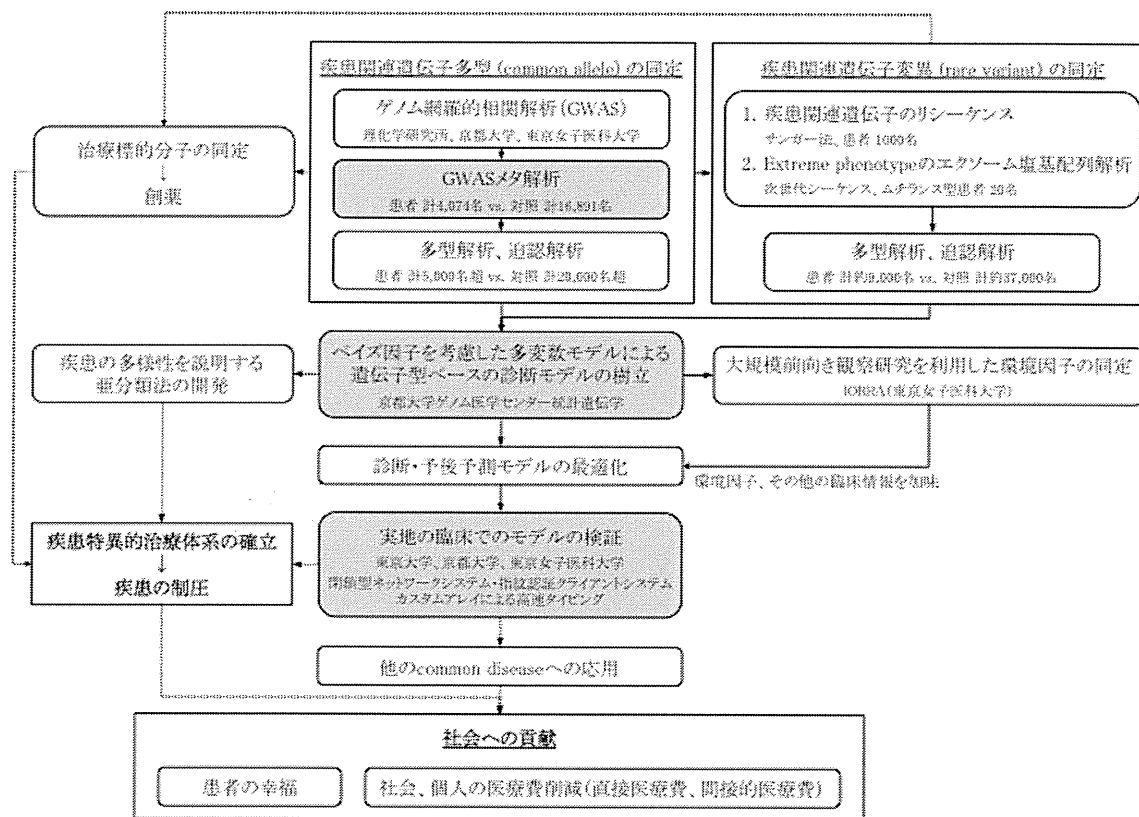 疾患関連遺伝子多型 (common allele) の同定
ゲノム網羅的相関解析 (GWAS)
理化学研究所、京都大学、東京女子医科大学
GWASメタ解析
患者 計4,074名 vs. 対照 計16,891名
多型解析、追認解析
患者 計5,000名超 vs. 対照 計20,000名超
疾患関連遺伝子変異 (rare variant) の同定
1. 疾患関連遺伝子のリシーケンス
サンガー法、患者 1000名
2. Extreme phenotypeのエクソーム塩基配列解析
次世代シーケンス、ムチランス型患者 20名
多型解析、追認解析
患者 計約9,000名 vs. 対照 計約37,000名
治療標的分子の同定
↓
創薬
疾患の多様性を説明する
亜分類法の開発
ベイズ因子を考慮した多変数モデルによる
遺伝子型ベースの診断モデルの樹立
京都大学ゲノム医学センター統計遺伝学
大規模前向き観察研究を利用した環境因子の同定
IORRA(東京女子医科大学)
診断・予後予測モデルの最適化
環境因子、その他の臨床情報を加味
疾患特異的治療体系の確立
↓
疾患の制圧
実地の臨床でのモデルの検証
東京大学、京都大学、東京女子医科大学
閉鎖型ネットワークシステム・指紋認証クライアントシステム
カスタムアレイによる高速タイピング
他のcommon diseaseへの応用
社会への貢献
患者の幸福
社会、個人の医療費削減(直接医療費、間接的医療費)